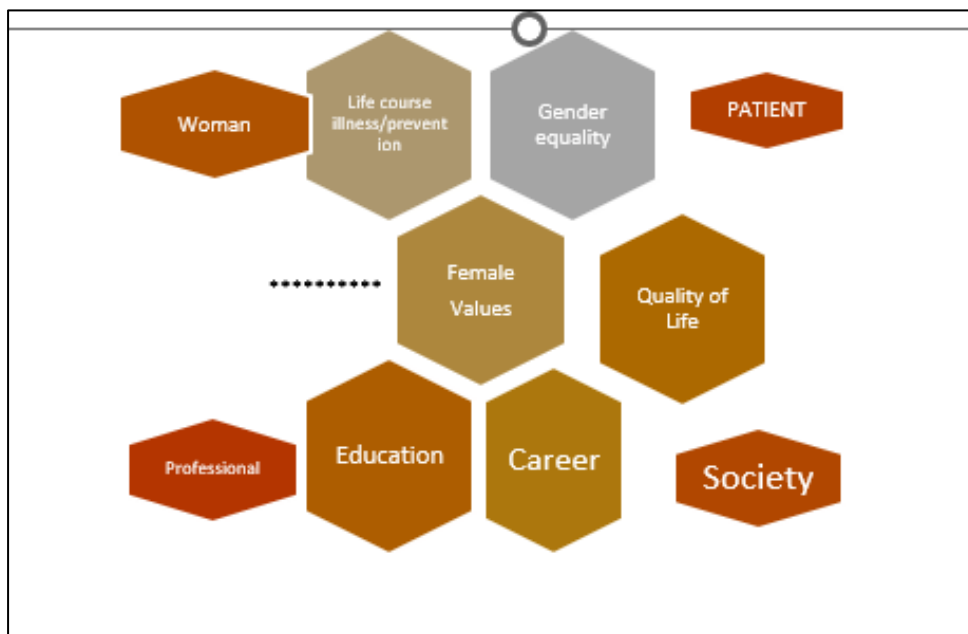 Woman
Life course
illness/prevent
ion
Gender
equality
PATIENT
Female
Values
Quality of
Life
Professional
Education
Career
Society